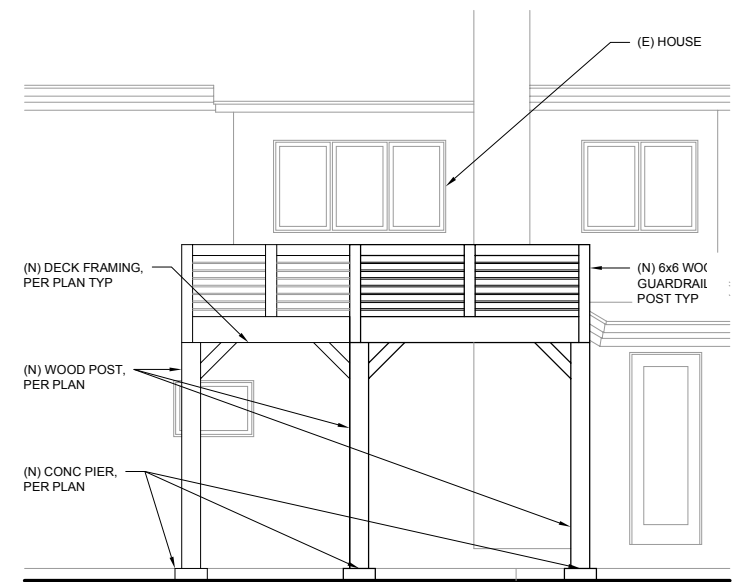 (E) HOUSE
(N) DECK FRAMING,
PER PLAN TYP
(N) 6x6
GUARDRAIL
POST TYP
(N) WOOD POST,
PER PLAN
(N) CONC PIER,
PER PLAN